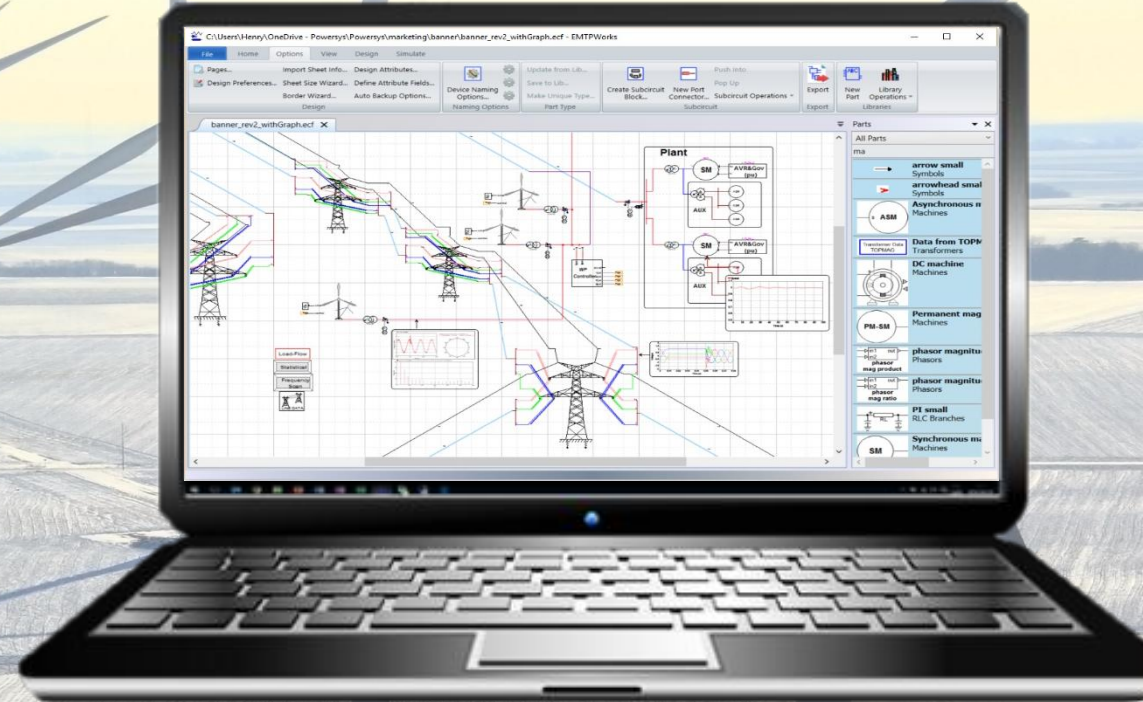 C:\Users\Henry\OneDrive - Powersys\Powersys\marketing\banner\banner_rev2_withGraph.ecf - EMTPWorks
File Home Options View Design Simulate
Pages... Import Sheet Info... Design Attributes...
Design Preferences... Sheet Size Wizard... Define Attribute Fields...
Border Wizard... Auto Backup Options...
Design
Device Naming
Options...
Naming Options
Update from Lib...
Save to Lib...
Make Unique Type...
Part Type
Create Subcircuit
Block...
New Port
Connector...
Push Into
Pop Up
Subcircuit Operations
Subcircuit
Export
Export
New
Part
Library
Operations
Libraries
banner_rev2_withGraph.ecf
Plant
SM
AVR&Gov
(pu)
AUX
SM
AVR&Gov
(pu)
AUX
WP
Controller
Load-Flow
Statistical
Frequency
Scan
Parts
All Parts
ma
arrow small
Symbols
arrowhead smal
Symbols
Asynchronous m
Machines
ASM
Data from TOPM
Transformers
Transformer Data
TOPMAG
DC machine
Machines
Permanent mag
Machines
PM-SM
phasor magnitu
Phasors
phasor
mag product
phasor magnitu
Phasors
phasor
mag ratio
PI small
RLC Branches
RL
Synchronous ma
Machines
SM